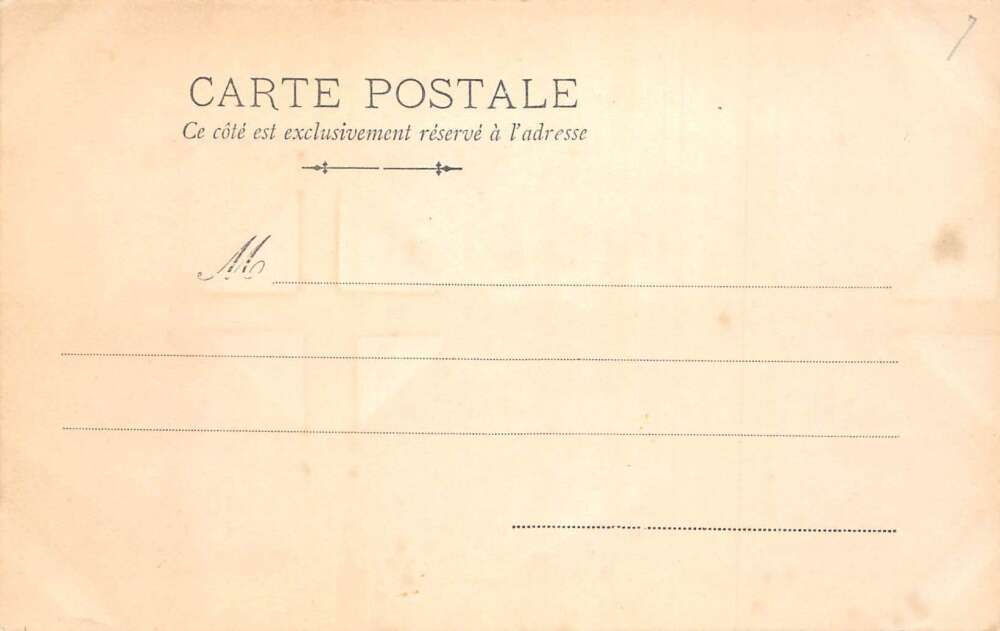 7
CARTE POSTALE
Ce côté est exclusivement réservé à l'adresse
M